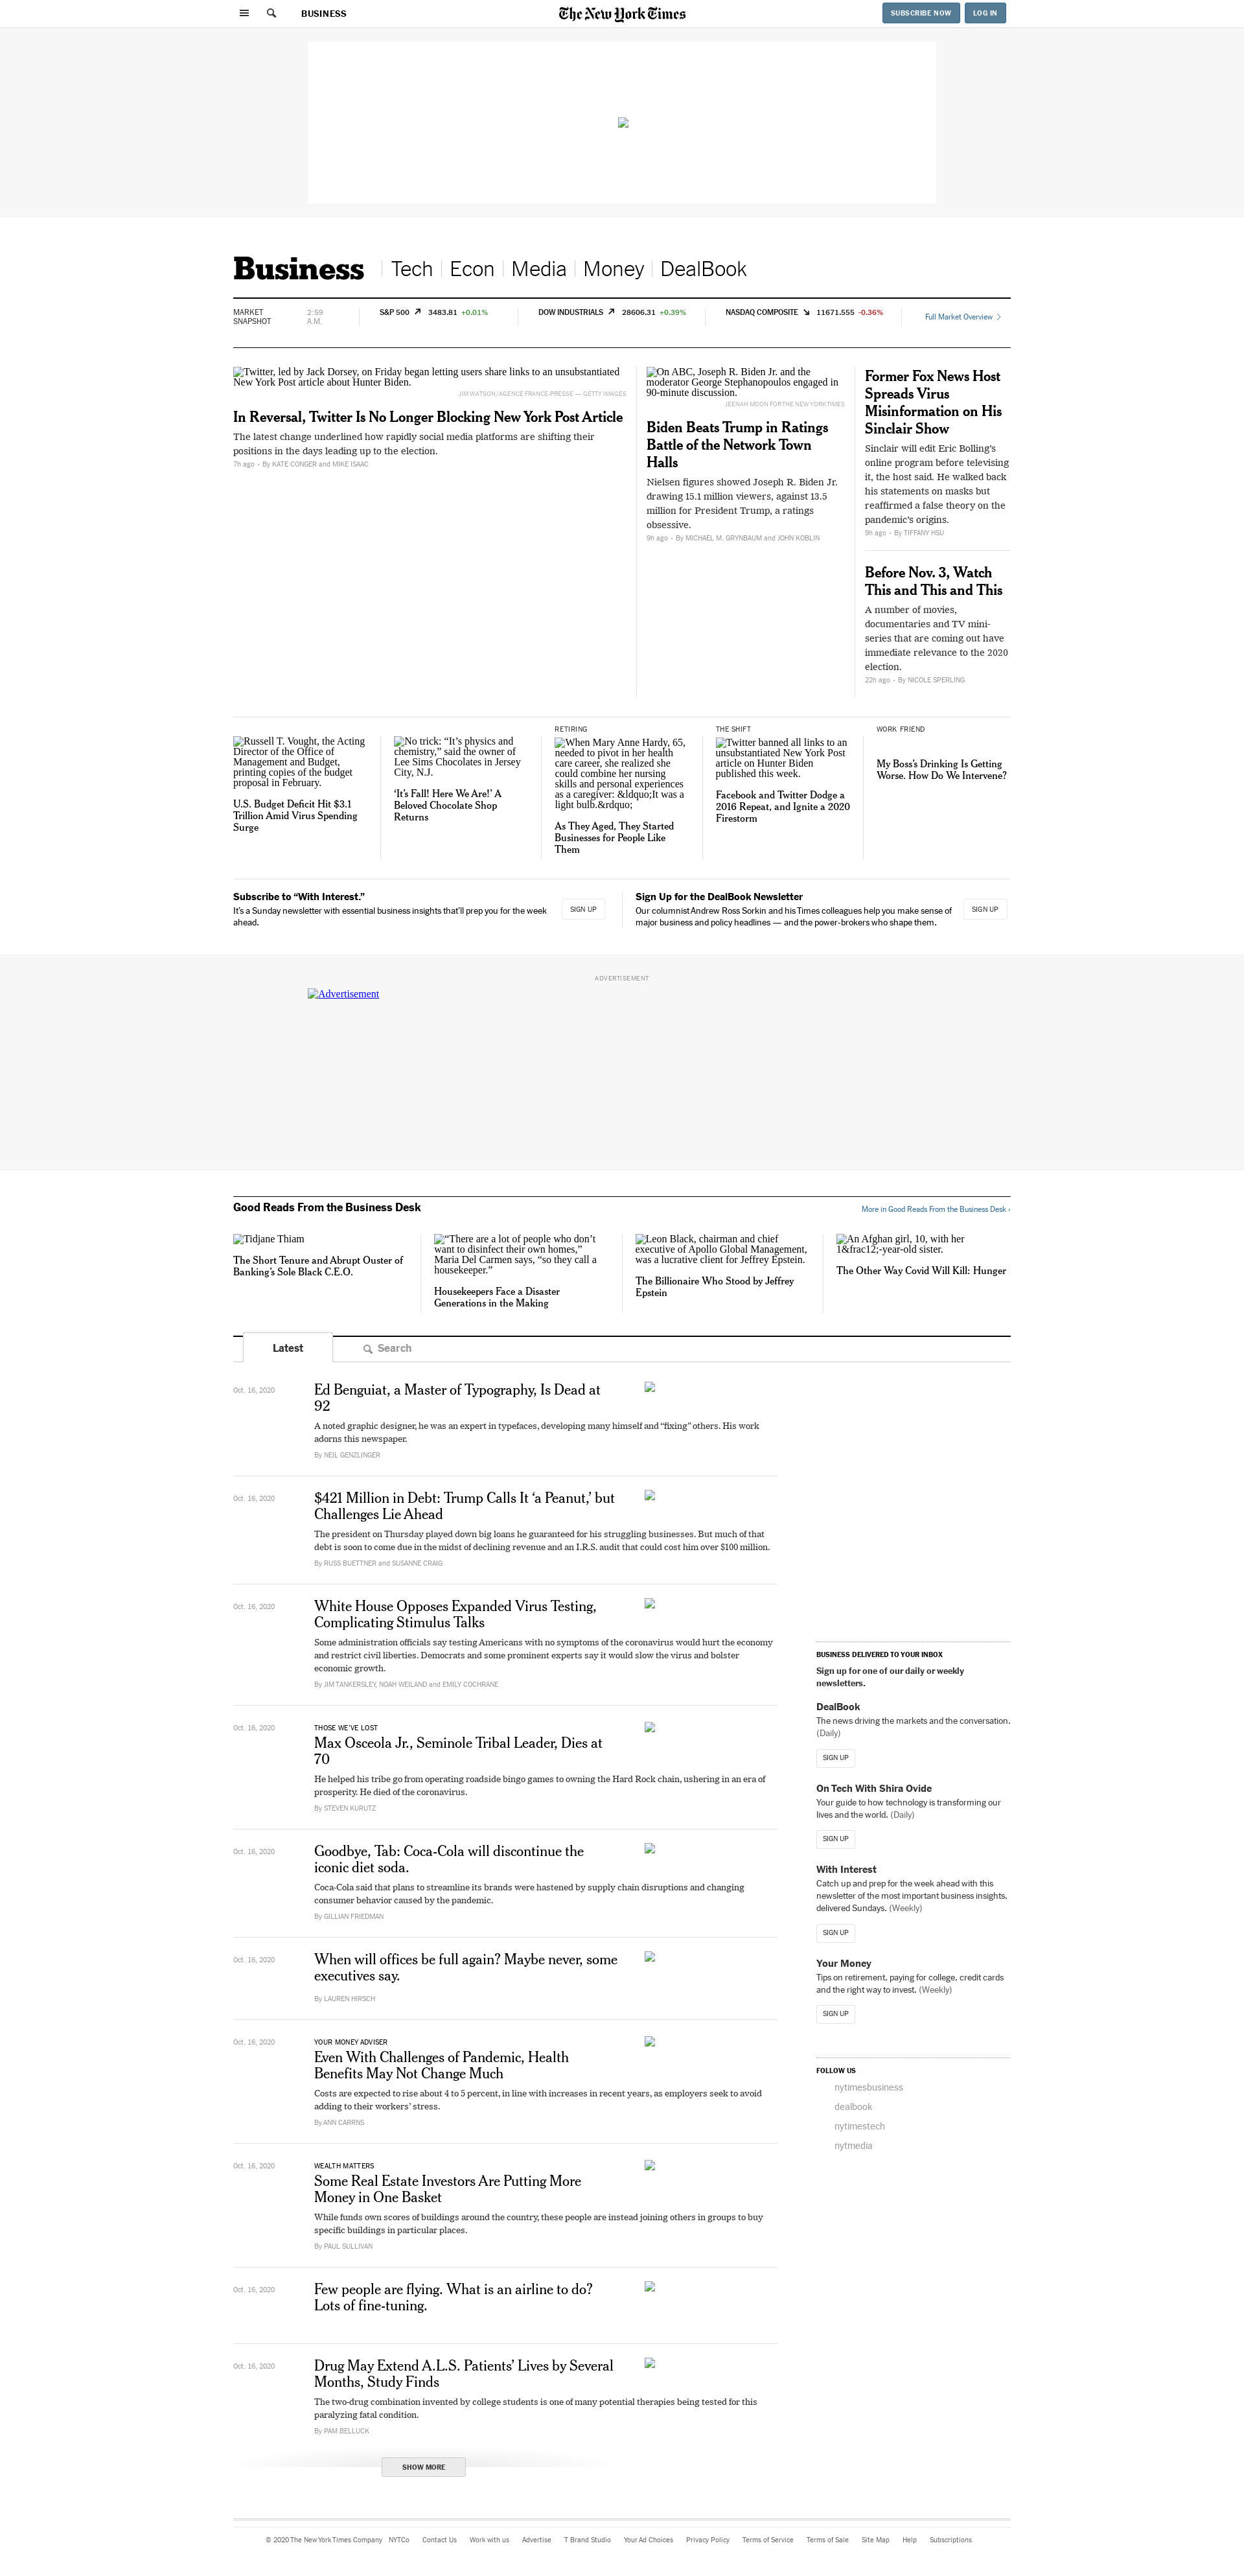 BUSINESS
The New York Times
SUBSCRIBE NOW
LOG IN
Business
Tech
Econ
Media
Money
DealBook
MARKET
SNAPSHOT
2:59
A.M.
S&P 500 3483.81 +0.01%
DOW INDUSTRIALS 28606.31 +0.39%
NASDAQ COMPOSITE 11671.555 -0.36%
Full Market Overview
Twitter, led by Jack Dorsey, on Friday began letting users share links to an unsubstantiated
New York Post article about Hunter Biden.
JIM WATSON/AGENCE FRANCE-PRESSE — GETTY IMAGES
In Reversal, Twitter Is No Longer Blocking New York Post Article
The latest change underlined how rapidly social media platforms are shifting their
positions in the days leading up to the election.
7h ago - By KATE CONGER and MIKE ISAAC
On ABC, Joseph R. Biden Jr. and the
moderator George Stephanopoulos engaged in
90-minute discussion.
JEENAH MOON FOR THE NEW YORK TIMES
Biden Beats Trump in Ratings
Battle of the Network Town
Halls
Nielsen figures showed Joseph R. Biden Jr.
drawing 15.1 million viewers, against 13.5
million for President Trump, a ratings
obsessive.
9h ago - By MICHAEL M. GRYNBAUM and JOHN KOBLIN
Former Fox News Host
Spreads Virus
Misinformation on His
Sinclair Show
Sinclair will edit Eric Bolling’s
online program before televising
it, the host said. He walked back
his statements on masks but
reaffirmed a false theory on the
pandemic’s origins.
9h ago - By TIFFANY HSU
Before Nov. 3, Watch
This and This and This
A number of movies,
documentaries and TV mini-
series that are coming out have
immediate relevance to the 2020
election.
22h ago - By NICOLE SPERLING
Russell T. Vought, the Acting
Director of the Office of
Management and Budget,
printing copies of the budget
proposal in February.
U.S. Budget Deficit Hit $3.1
Trillion Amid Virus Spending
Surge
No trick: “It’s physics and
chemistry,” said the owner of
Lee Sims Chocolates in Jersey
City, N.J.
‘It’s Fall! Here We Are!’ A
Beloved Chocolate Shop
Returns
RETIRING
When Mary Anne Hardy, 65,
needed to pivot in her health
care career, she realized she
could combine her nursing
skills and personal experiences
as a caregiver: &ldquo;It was a
light bulb.&rdquo;
As They Aged, They Started
Businesses for People Like
Them
THE SHIFT
Twitter banned all links to an
unsubstantiated New York Post
article on Hunter Biden
published this week.
Facebook and Twitter Dodge a
2016 Repeat, and Ignite a 2020
Firestorm
WORK FRIEND
My Boss’s Drinking Is Getting
Worse. How Do We Intervene?
Subscribe to “With Interest.”
It’s a Sunday newsletter with essential business insights that’ll prep you for the week
ahead.
SIGN UP
Sign Up for the DealBook Newsletter
Our columnist Andrew Ross Sorkin and his Times colleagues help you make sense of
major business and policy headlines — and the power-brokers who shape them.
SIGN UP
ADVERTISEMENT
Advertisement
Good Reads From the Business Desk
More in Good Reads From the Business Desk ›
Tidjane Thiam
The Short Tenure and Abrupt Ouster of
Banking’s Sole Black C.E.O.
“There are a lot of people who don’t
want to disinfect their own homes,”
Maria Del Carmen says, “so they call a
housekeeper.”
Housekeepers Face a Disaster
Generations in the Making
Leon Black, chairman and chief
executive of Apollo Global Management,
was a lucrative client for Jeffrey Epstein.
The Billionaire Who Stood by Jeffrey
Epstein
An Afghan girl, 10, with her
1&frac12;-year-old sister.
The Other Way Covid Will Kill: Hunger
Latest
Search
Oct. 16, 2020
Ed Benguiat, a Master of Typography, Is Dead at
92
A noted graphic designer, he was an expert in typefaces, developing many himself and “fixing” others. His work
adorns this newspaper.
By NEIL GENZLINGER
Oct. 16, 2020
$421 Million in Debt: Trump Calls It ‘a Peanut,’ but
Challenges Lie Ahead
The president on Thursday played down big loans he guaranteed for his struggling businesses. But much of that
debt is soon to come due in the midst of declining revenue and an I.R.S. audit that could cost him over $100 million.
By RUSS BUETTNER and SUSANNE CRAIG
Oct. 16, 2020
White House Opposes Expanded Virus Testing,
Complicating Stimulus Talks
Some administration officials say testing Americans with no symptoms of the coronavirus would hurt the economy
and restrict civil liberties. Democrats and some prominent experts say it would slow the virus and bolster
economic growth.
By JIM TANKERSLEY, NOAH WEILAND and EMILY COCHRANE
Oct. 16, 2020
THOSE WE’VE LOST
Max Osceola Jr., Seminole Tribal Leader, Dies at
70
He helped his tribe go from operating roadside bingo games to owning the Hard Rock chain, ushering in an era of
prosperity. He died of the coronavirus.
By STEVEN KURUTZ
Oct. 16, 2020
Goodbye, Tab: Coca-Cola will discontinue the
iconic diet soda.
Coca-Cola said that plans to streamline its brands were hastened by supply chain disruptions and changing
consumer behavior caused by the pandemic.
By GILLIAN FRIEDMAN
Oct. 16, 2020
When will offices be full again? Maybe never, some
executives say.
By LAUREN HIRSCH
Oct. 16, 2020
YOUR MONEY ADVISER
Even With Challenges of Pandemic, Health
Benefits May Not Change Much
Costs are expected to rise about 4 to 5 percent, in line with increases in recent years, as employers seek to avoid
adding to their workers’ stress.
By ANN CARRNS
Oct. 16, 2020
WEALTH MATTERS
Some Real Estate Investors Are Putting More
Money in One Basket
While funds own scores of buildings around the country, these people are instead joining others in groups to buy
specific buildings in particular places.
By PAUL SULLIVAN
Oct. 16, 2020
Few people are flying. What is an airline to do?
Lots of fine-tuning.
Oct. 16, 2020
Drug May Extend A.L.S. Patients’ Lives by Several
Months, Study Finds
The two-drug combination invented by college students is one of many potential therapies being tested for this
paralyzing fatal condition.
By PAM BELLUCK
SHOW MORE
BUSINESS DELIVERED TO YOUR INBOX
Sign up for one of our daily or weekly
newsletters.
DealBook
The news driving the markets and the conversation.
(Daily)
SIGN UP
On Tech With Shira Ovide
Your guide to how technology is transforming our
lives and the world. (Daily)
SIGN UP
With Interest
Catch up and prep for the week ahead with this
newsletter of the most important business insights,
delivered Sundays. (Weekly)
SIGN UP
Your Money
Tips on retirement, paying for college, credit cards
and the right way to invest. (Weekly)
SIGN UP
FOLLOW US
nytimesbusiness
dealbook
nytimestech
nytmedia
© 2020 The New York Times Company NYTCo Contact Us Work with us Advertise T Brand Studio Your Ad Choices Privacy Policy Terms of Service Terms of Sale Site Map Help Subscriptions